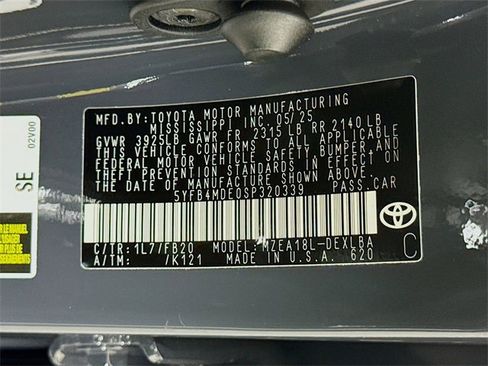 MFD. BY: TOYOTA MOTOR MANUFACTURING
MISSISSIPPI INC. 05/25
GVWR 3925LB GAWR FR 2315 LB RR 2140 LB
THIS VEHICLE CONFORMS TO ALL APPLICABLE
FEDERAL MOTOR VEHICLE SAFETY BUMPER, AND
THEFT PREVENTION STANDARDS IN EFFECT
ON THE DATE OF MANUFACTURE SHOWN ABOVE.
5YFB4MDE0SP320339 PASS. CAR
C/TR: 1L7/FB20 MODEL: MZEA18L-DEXLBA
A/TM: /K121 MADE IN U.S.A. 620
C
02V00
SE
LE MANUEL